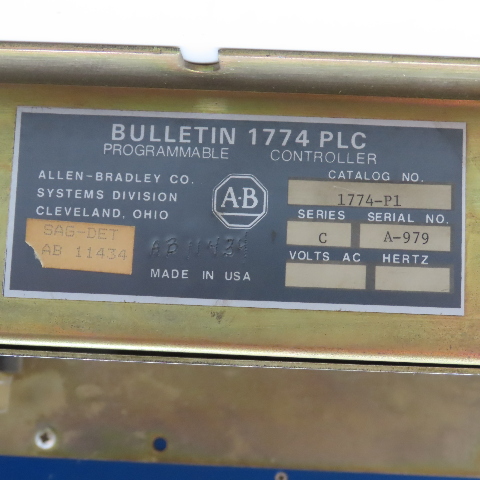 BULLETIN 1774 PLC
PROGRAMMABLE CONTROLLER
ALLEN-BRADLEY CO.
SYSTEMS DIVISION
CLEVELAND, OHIO
A-B
CATALOG NO.
1774-P1
SERIES SERIAL NO.
C A-979
VOLTS AC HERTZ
SAG-DET
AB 11434
AB 11434
MADE IN USA